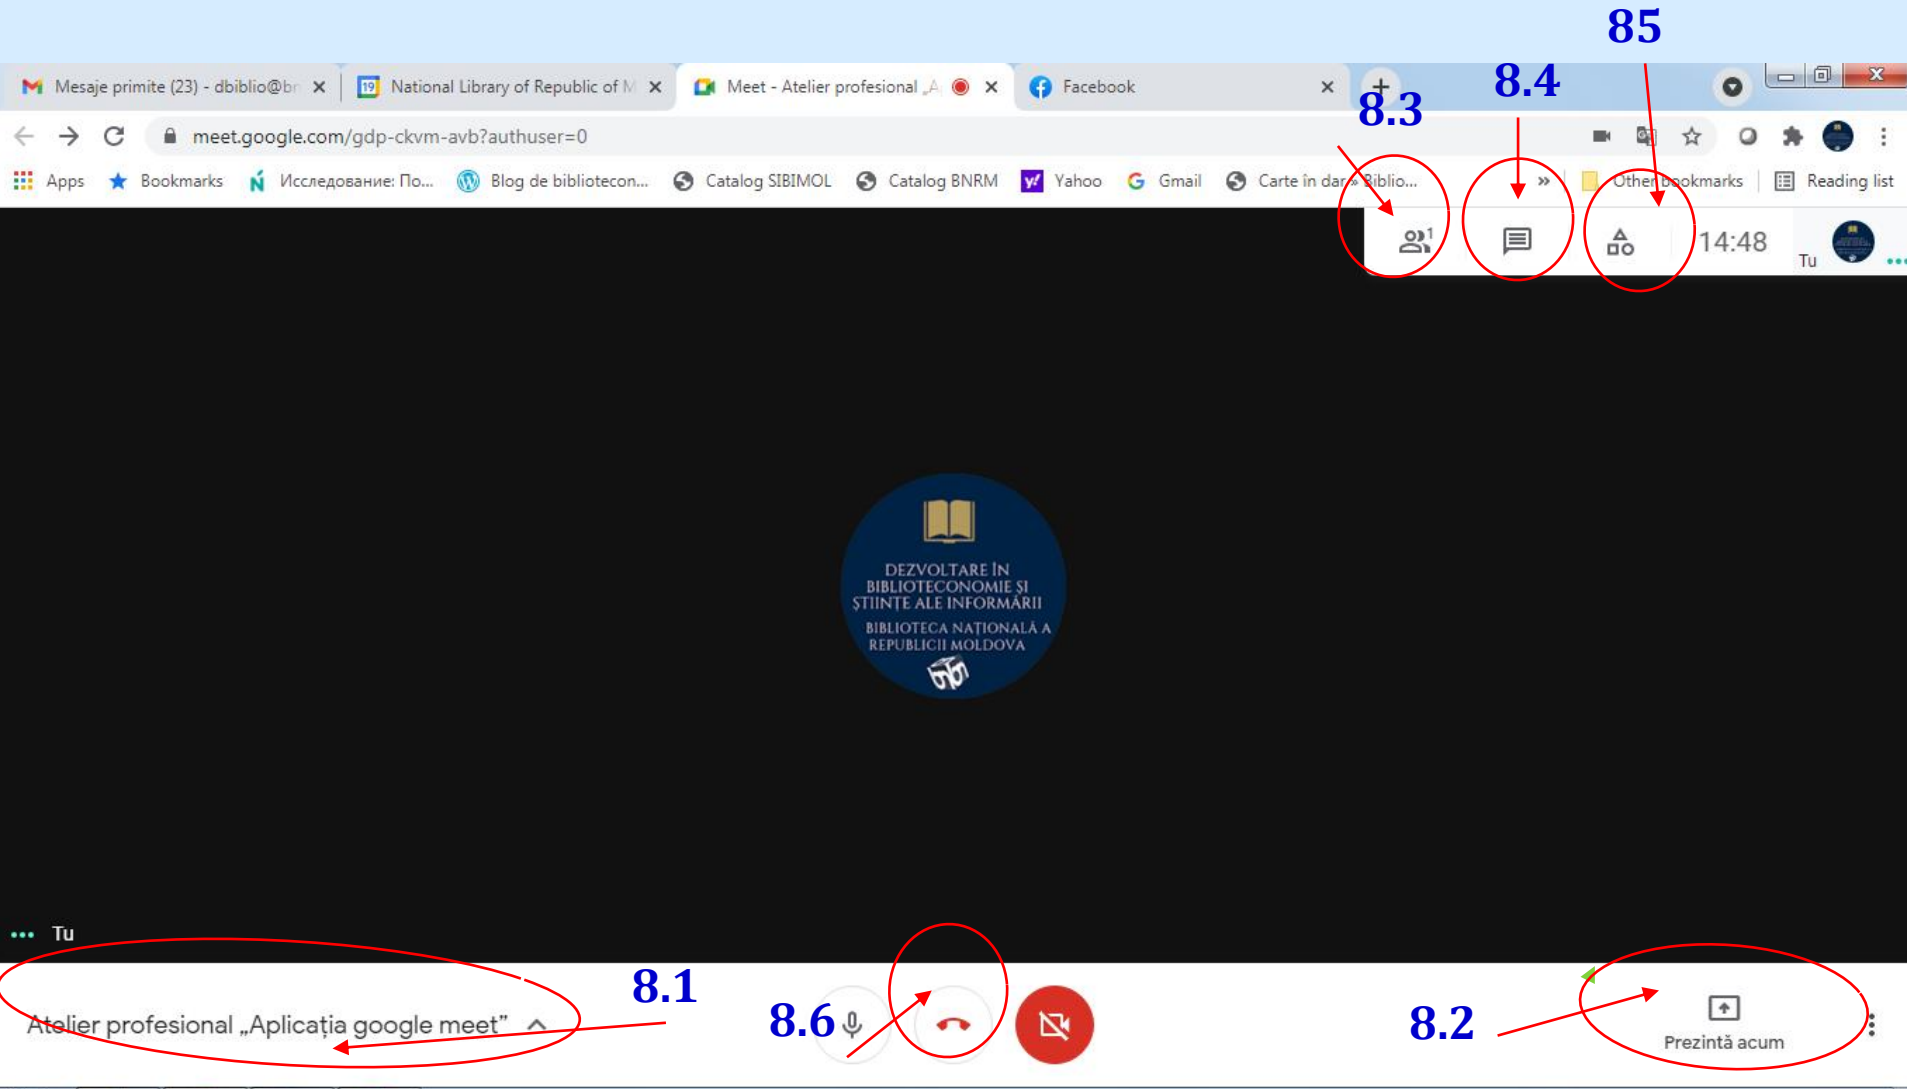 85
Mesaje primite (23) - dbiblio@bn
National Library of Republic of M
Meet - Atelier profesional „A
Facebook
8.4
8.3
meet.google.com/gdp-ckvm-avb?authuser=0
Apps
Bookmarks
Исследование: По...
Blog de bibliotecon...
Catalog SIBIMOL
Catalog BNRM
Yahoo
Gmail
Carte în dar » Biblio...
»
Other bookmarks
Reading list
1
14:48
Tu
DEZVOLTARE ÎN
BIBLIOTECONOMIE ȘI
ȘTIINȚE ALE INFORMĂRII
BIBLIOTECA NAȚIONALĂ A
REPUBLICII MOLDOVA
Tu
8.1
Atelier profesional „Aplicația google meet”
8.6
8.2
Prezintă acum